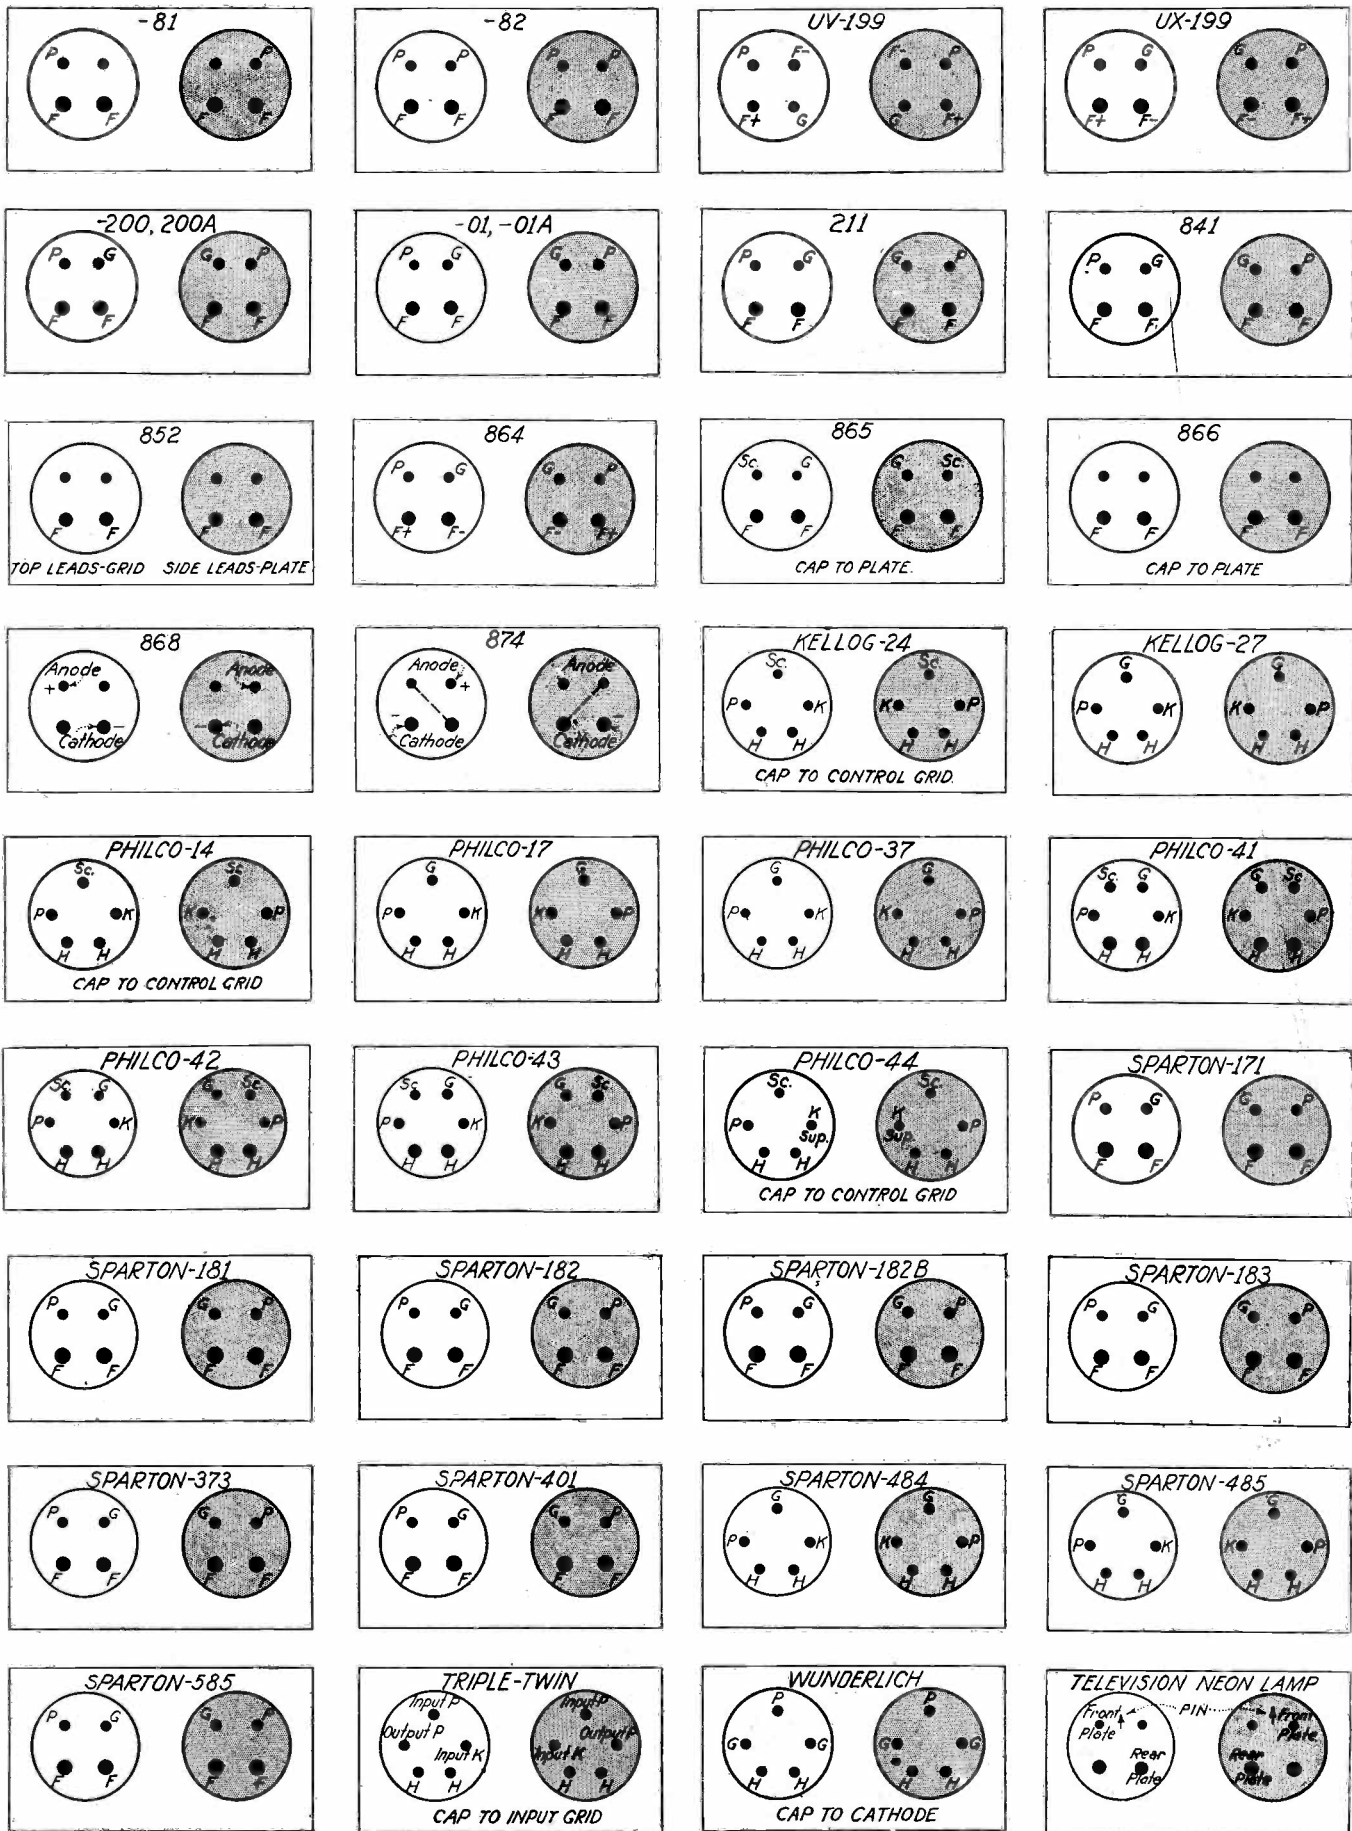 -81
P P
F F F F
-82
P P P P
F F F F
UV-199
P F- F- P
F+ G G F+
UX-199
P G G P
F+ F- F- F+
-200, 200A
P G G P
F F F F
-01, -01A
P G G P
F F F F
211
P G G P
F F F F
841
P G G P
F F F F
852
F F F F
TOP LEADS-GRID SIDE LEADS-PLATE
864
P G G P
F+ F- F- F+
865
Sc. G G Sc.
F F F F
CAP TO PLATE.
866
F F F F
CAP TO PLATE
868
Anode Anode
+
- -
Cathode Cathode
874
Anode Anode
+
- -
Cathode Cathode
KELLOG-24
Sc. Sc.
P K K P
H H H H
CAP TO CONTROL GRID.
KELLOG-27
G G
P K K P
H H H H
PHILCO-14
Sc. Sc
P K K P
H H H H
CAP TO CONTROL GRID
PHILCO-17
G G
P K K P
H H H H
PHILCO-37
G G
P K K P
H H H H
PHILCO-41
Sc G G Sc
P K K P
H H H H
PHILCO-42
Sc. G G Sc.
P K K P
H H H H
PHILCO-43
Sc G G Sc
P K K P
H H H H
PHILCO-44
Sc. Sc.
P K K P
Sup. Sup.
H H H H
CAP TO CONTROL GRID
SPARTON-171
P G G P
F F F F
SPARTON-181
P G G P
F F F F
SPARTON-182
P G G P
F F F F
SPARTON-182B
P G G P
F F F F
SPARTON-183
P G G P
F F F F
SPARTON-373
P G G P
F F F F
SPARTON-401
P G G P
F F F F
SPARTON-484
G G
P K K P
H H H H
SPARTON-485
G G
P K K P
H H H H
SPARTON-585
P G G P
F F F F
TRIPLE-TWIN
Input P Input P
Output P Output P
Input K Input K
H H H H
CAP TO INPUT GRID
WUNDERLICH
P P
G G G G
H H H H
CAP TO CATHODE
TELEVISION NEON LAMP
Front PIN Front
Plate Plate
Rear Rear
Plate Plate